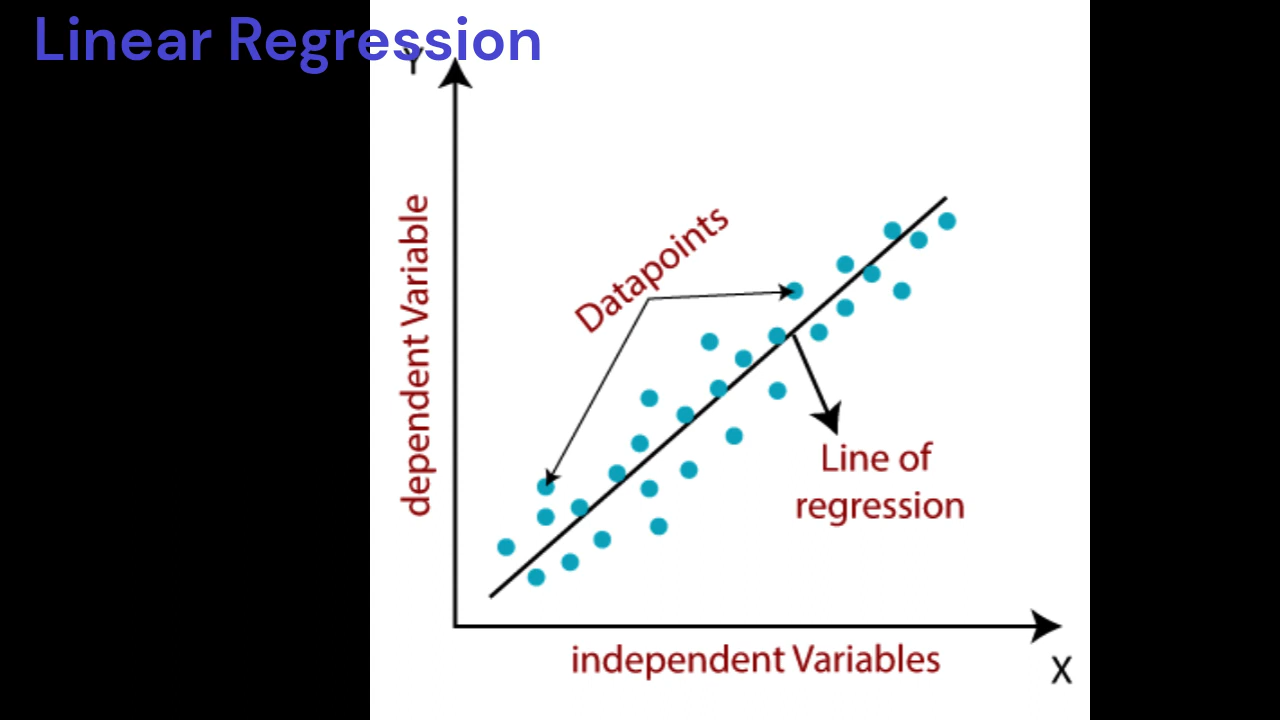 Linear Regression
Y
dependent Variable
Datapoints
Line of
regression
independent Variables
X